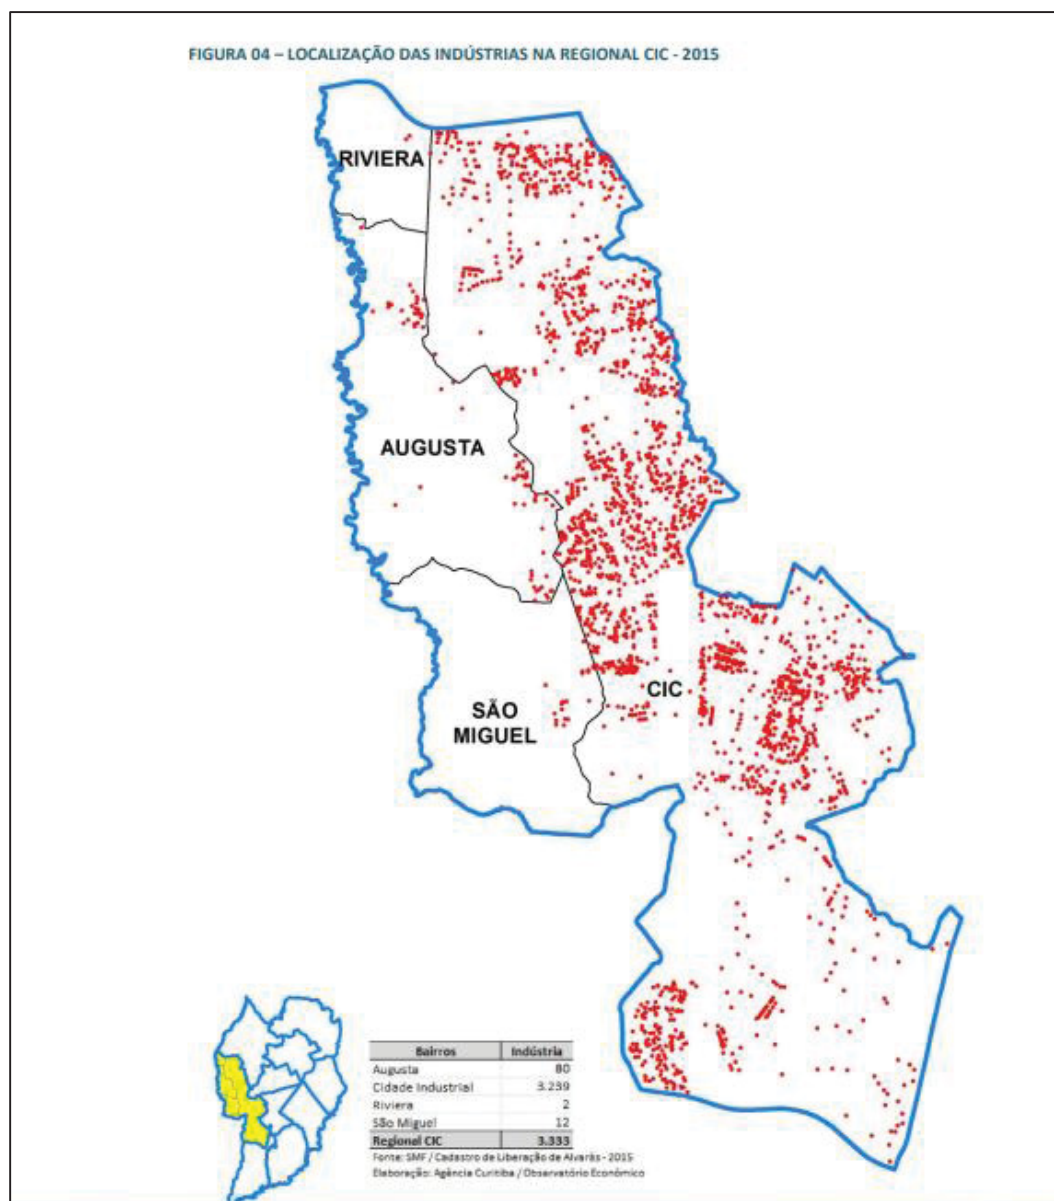 FIGURA 04 – LOCALIZAÇÃO DAS INDÚSTRIAS NA REGIONAL CIC - 2015
RIVIERA
AUGUSTA
CIC
SÃO
MIGUEL
Bairros Indústria
Augusta 80
Cidade Industrial 3.239
Riviera 2
São Miguel 12
Regional CIC 3.333
Fonte: SMF / Cadastro de Liberação de Alvarás - 2015
Elaboração: Agência Curitiba / Observatório Econômico